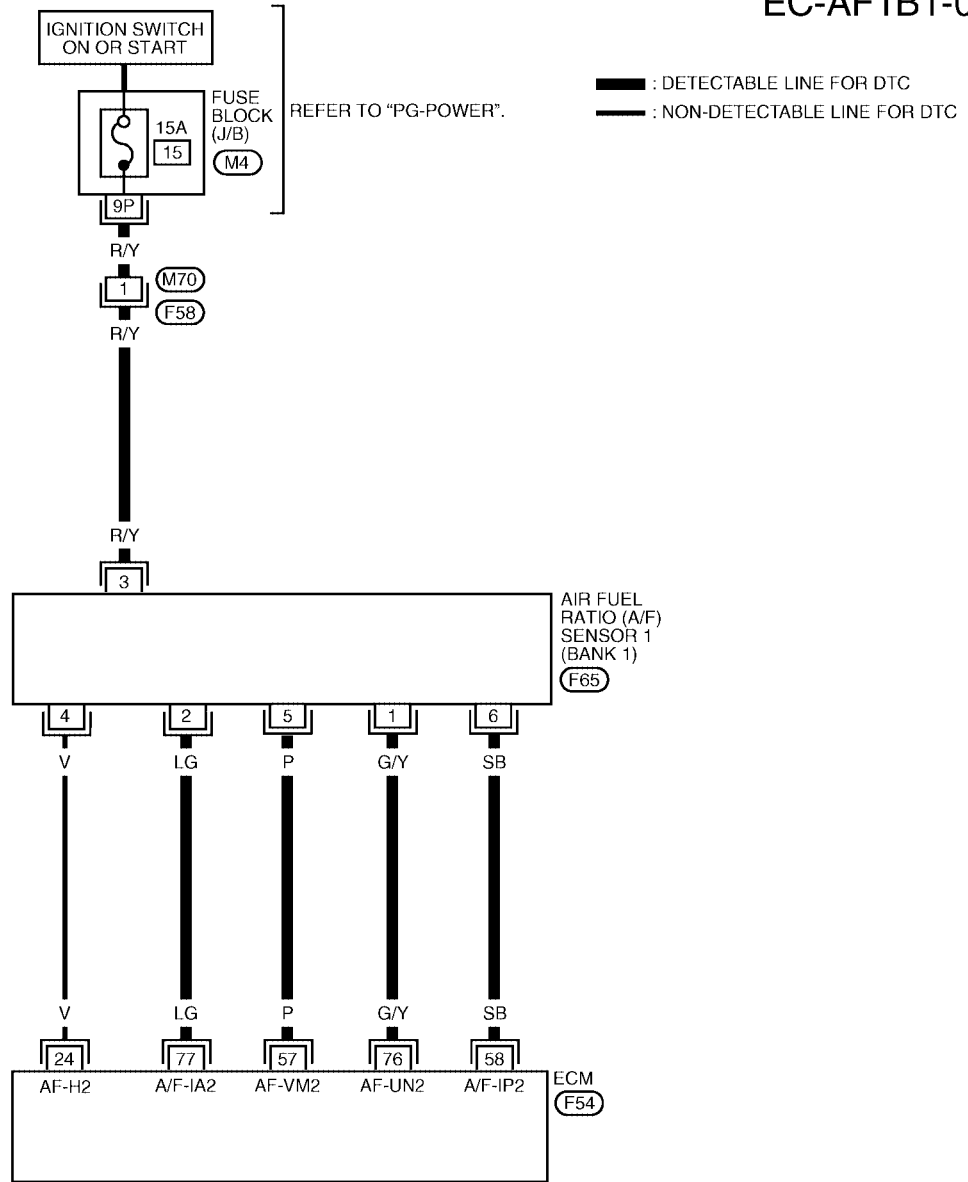 EC-AF1B1-0
IGNITION SWITCH
ON OR START
FUSE
BLOCK
(J/B)
M4
15A
15
REFER TO “PG-POWER”.
: DETECTABLE LINE FOR DTC
: NON-DETECTABLE LINE FOR DTC
9P
R/Y
1
M70
F58
R/Y
R/Y
3
AIR FUEL
RATIO (A/F)
SENSOR 1
(BANK 1)
F65
4 2 5 1 6
V LG P G/Y SB
V LG P G/Y SB
24 77 57 76 58
AF-H2 A/F-IA2 AF-VM2 AF-UN2 A/F-IP2
ECM
F54